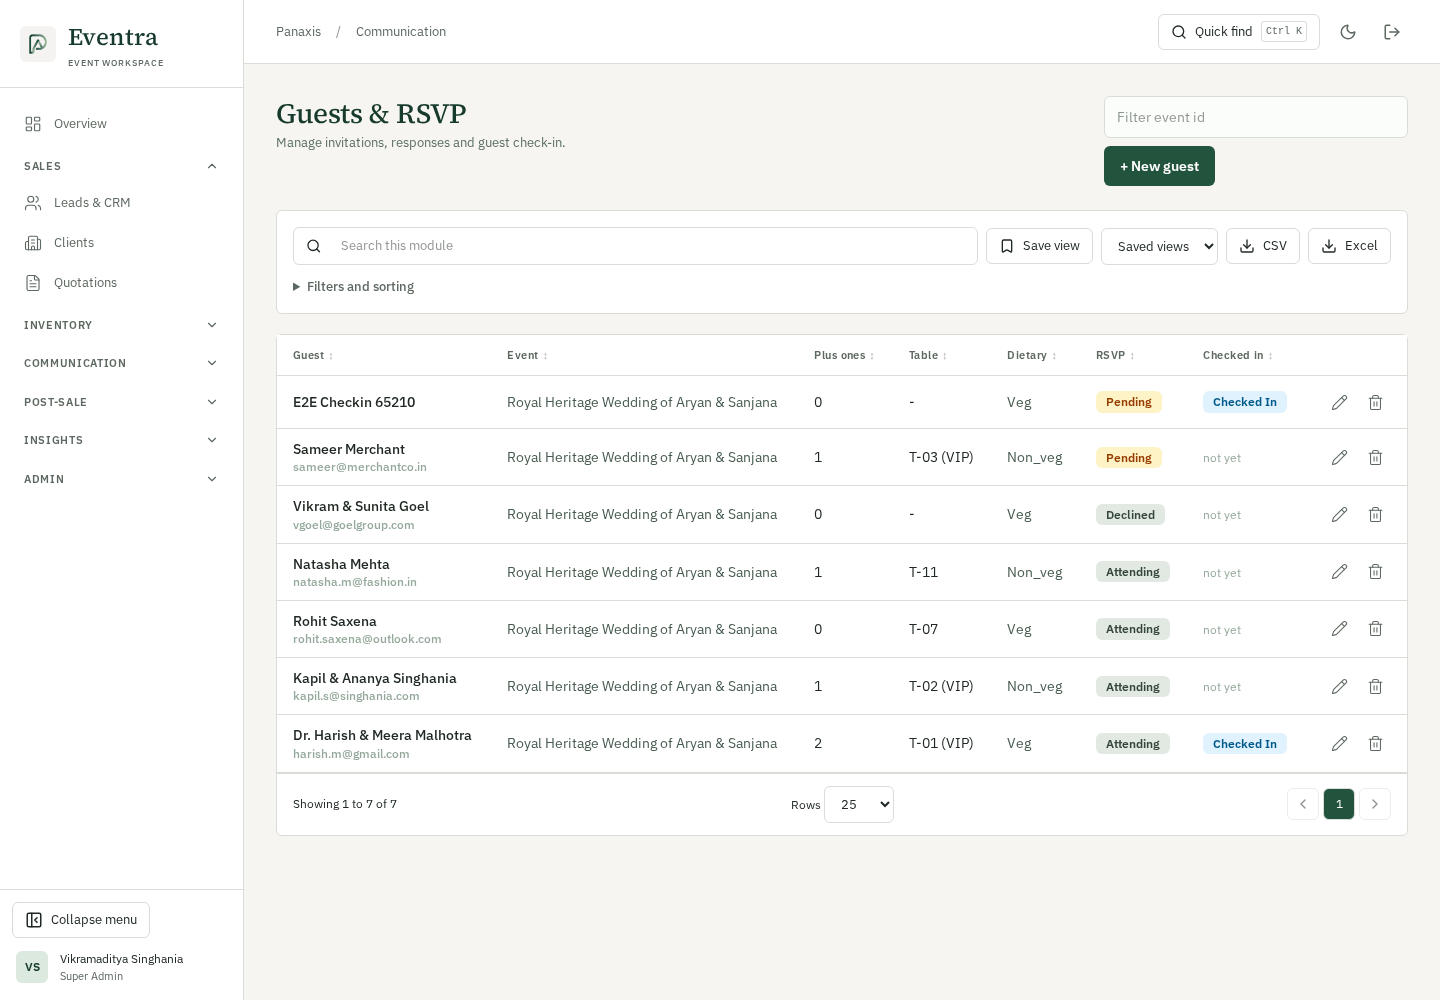 Eventra
EVENT WORKSPACE
Overview
SALES
Leads & CRM
Clients
Quotations
INVENTORY
COMMUNICATION
POST-SALE
INSIGHTS
ADMIN
Collapse menu
VS
Vikramaditya Singhania
Super Admin
Panaxis / Communication
Quick find Ctrl K
Guests & RSVP
Manage invitations, responses and guest check-in.
Filter event id
+ New guest
Search this module
Save view
Saved views
CSV
Excel
Filters and sorting
Guest ↕ Event ↕ Plus ones ↕ Table ↕ Dietary ↕ RSVP ↕ Checked in ↕
E2E Checkin 65210 Royal Heritage Wedding of Aryan & Sanjana 0 - Veg Pending Checked In
Sameer Merchant Royal Heritage Wedding of Aryan & Sanjana 1 T-03 (VIP) Non_veg Pending not yet
sameer@merchantco.in
Vikram & Sunita Goel Royal Heritage Wedding of Aryan & Sanjana 0 - Veg Declined not yet
vgoel@goelgroup.com
Natasha Mehta Royal Heritage Wedding of Aryan & Sanjana 1 T-11 Non_veg Attending not yet
natasha.m@fashion.in
Rohit Saxena Royal Heritage Wedding of Aryan & Sanjana 0 T-07 Veg Attending not yet
rohit.saxena@outlook.com
Kapil & Ananya Singhania Royal Heritage Wedding of Aryan & Sanjana 1 T-02 (VIP) Non_veg Attending not yet
kapil.s@singhania.com
Dr. Harish & Meera Malhotra Royal Heritage Wedding of Aryan & Sanjana 2 T-01 (VIP) Veg Attending Checked In
harish.m@gmail.com
Showing 1 to 7 of 7 Rows 25 1